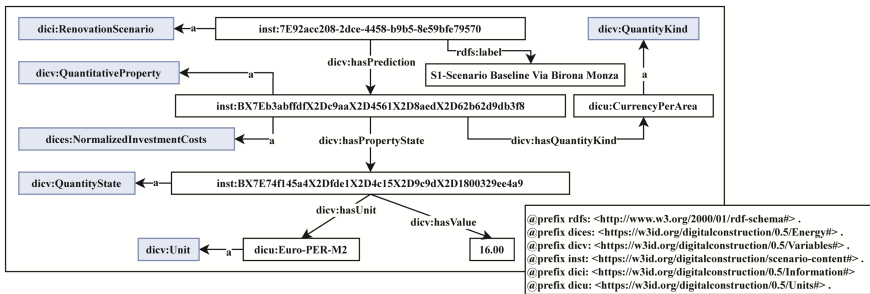 dici:RenovationScenario
a
inst:7E92acc208-2dce-4458-b9b5-8e59bfe79570
dicv:QuantityKind
rdfs:label
dicv:hasPrediction
S1-Scenario Baseline Via Birona Monza
a
dicv:QuantitativeProperty
a
inst:BX7Eb3abffdfX2Dc9aaX2D4561X2D8aedX2D62b62d9db3f8
dicu:CurrencyPerArea
dices:NormalizedInvestmentCosts
a
dicv:hasPropertyState
dicv:hasQuantityKind
dicv:QuantityState
a
inst:BX7E74f145a4X2Dfde1X2D4c15X2D9c9dX2D1800329ee4a9
dicv:hasUnit
dicv:hasValue
dicv:Unit
a
dicu:Euro-PER-M2
16.00
@prefix rdfs: <http://www.w3.org/2000/01/rdf-schema#> .
@prefix dices: <https://w3id.org/digitalconstruction/0.5/Energy#> .
@prefix dicv: <https://w3id.org/digitalconstruction/0.5/Variables#> .
@prefix inst: <https://w3id.org/digitalconstruction/scenario-content#> .
@prefix dici: <https://w3id.org/digitalconstruction/0.5/Information#>
@prefix dicu: <https://w3id.org/digitalconstruction/0.5/Units#> .